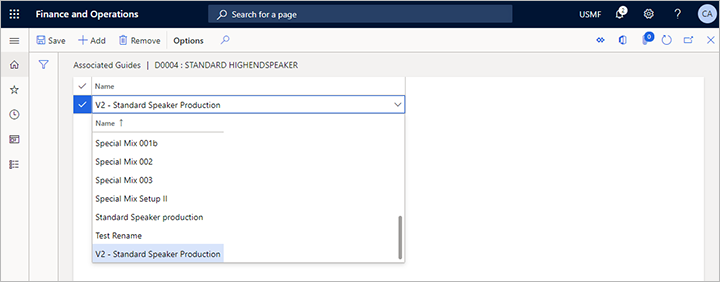 Finance and Operations
Search for a page
USMF
2
?
CA
Save
Add
Remove
Options
0
Associated Guides | D0004 : STANDARD HIGHENDSPEAKER
Name
V2 - Standard Speaker Production
Name ↑
Special Mix 001b
Special Mix 002
Special Mix 003
Special Mix Setup II
Standard Speaker production
Test Rename
V2 - Standard Speaker Production